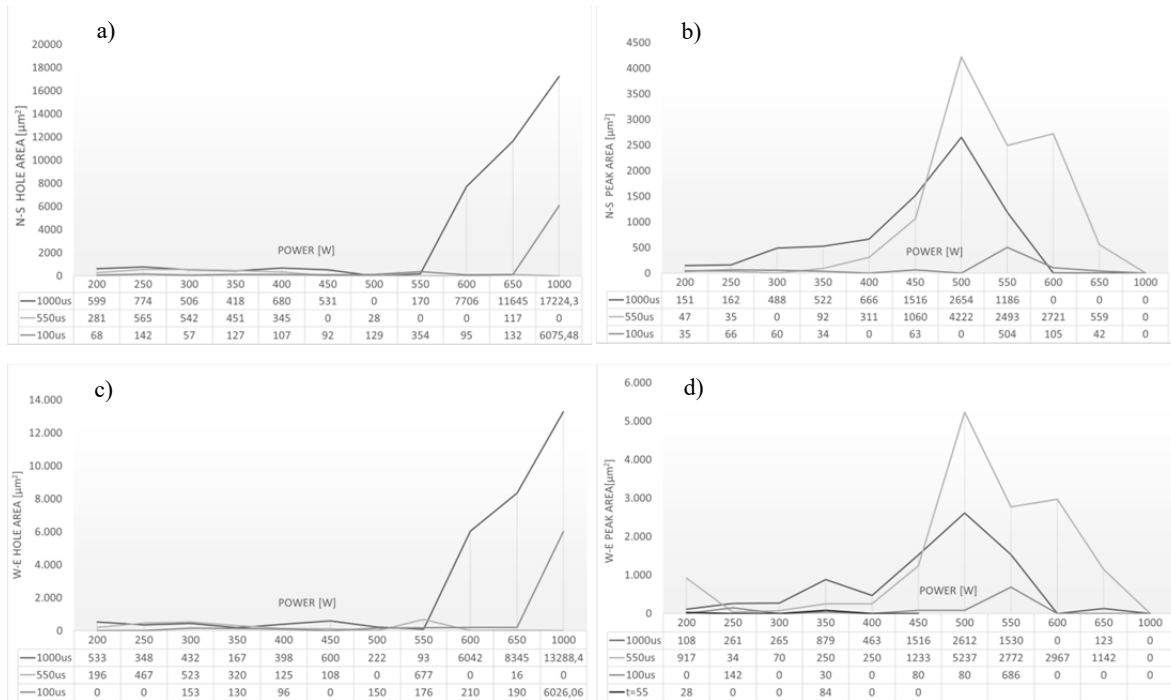 a)
20000
18000
16000
14000
12000
10000
8000
6000
4000
2000
0
N-S HOLE AREA [µm²]
POWER [W]
200 250 300 350 400 450 500 550 600 650 1000
1000us 599 774 506 418 680 531 0 170 7706 11645 17224,3
550us 281 565 542 451 345 0 28 0 0 117 0
100us 68 142 57 127 107 92 129 354 95 132 6075,48
b)
4500
4000
3500
3000
2500
2000
1500
1000
500
0
N-S PEAK AREA [µm²]
POWER [W]
200 250 300 350 400 450 500 550 600 650 1000
1000us 151 162 488 522 666 1516 2654 1186 0 0 0
550us 47 35 0 92 311 1060 4222 2493 2721 559 0
100us 35 66 60 34 0 63 0 504 105 42 0
c)
14.000
12.000
10.000
8.000
6.000
4.000
2.000
0
W-E HOLE AREA [µm²]
POWER [W]
200 250 300 350 400 450 500 550 600 650 1000
1000us 533 348 432 167 398 600 222 93 6042 8345 13288,4
550us 196 467 523 320 125 108 0 677 0 16 0
100us 0 0 153 130 96 0 150 176 210 190 6026,06
d)
6.000
5.000
4.000
3.000
2.000
1.000
0
W-E PEAK AREA[µm²]
POWER [W]
200 250 300 350 400 450 500 550 600 650 1000
1000us 108 261 265 879 463 1516 2612 1530 0 123 0
550us 917 34 70 250 250 1233 5237 2772 2967 1142 0
100us 0 142 0 30 0 80 80 686 0 0 0
t=55 28 0 0 84 0 0